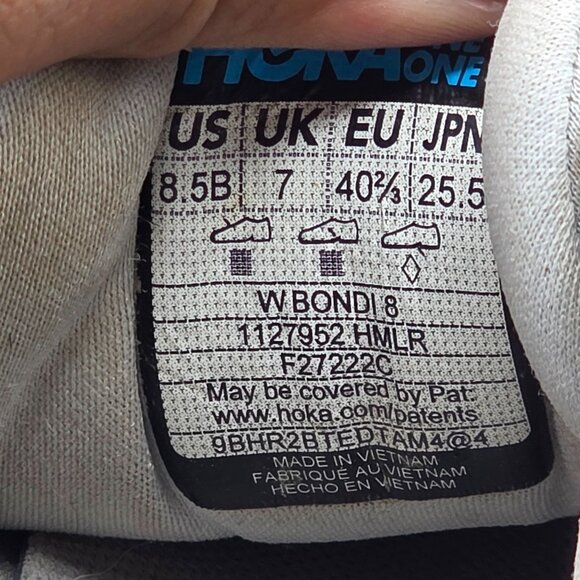 HOKA ONE ONE
US UK EU JPN
8.5B 7 40⅔ 25.5
W BONDI 8
1127952 HMLR
F27222C
May be covered by Pat.
www.hoka.com/patents
9BHR2BTEDTAM4@4
MADE IN VIETNAM
FABRIQUÉ AU VIETNAM
HECHO EN VIETNAM